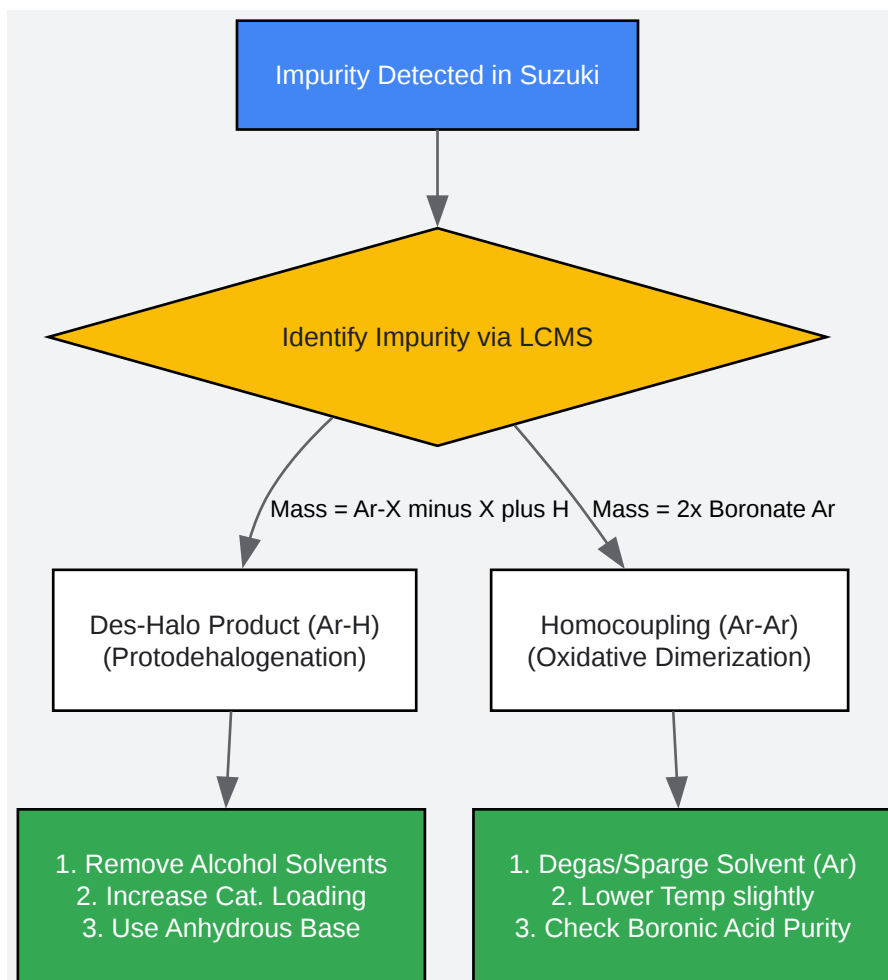 Impurity Detected in Suzuki
Identify Impurity via LCMS
Mass = Ar-X minus X plus H
Mass = 2x Boronate Ar
Des-Halo Product (Ar-H)
(Protodehalogenation)
Homocoupling (Ar-Ar)
(Oxidative Dimerization)
1. Remove Alcohol Solvents
2. Increase Cat. Loading
3. Use Anhydrous Base
1. Degas/Sparge Solvent (Ar)
2. Lower Temp slightly
3. Check Boronic Acid Purity